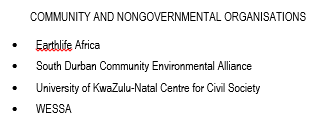 COMMUNITY AND NONGOVERNMENTAL ORGANISATIONS
• Earthlife Africa
• South Durban Community Environmental Alliance
• University of KwaZulu-Natal Centre for Civil Society
• WESSA